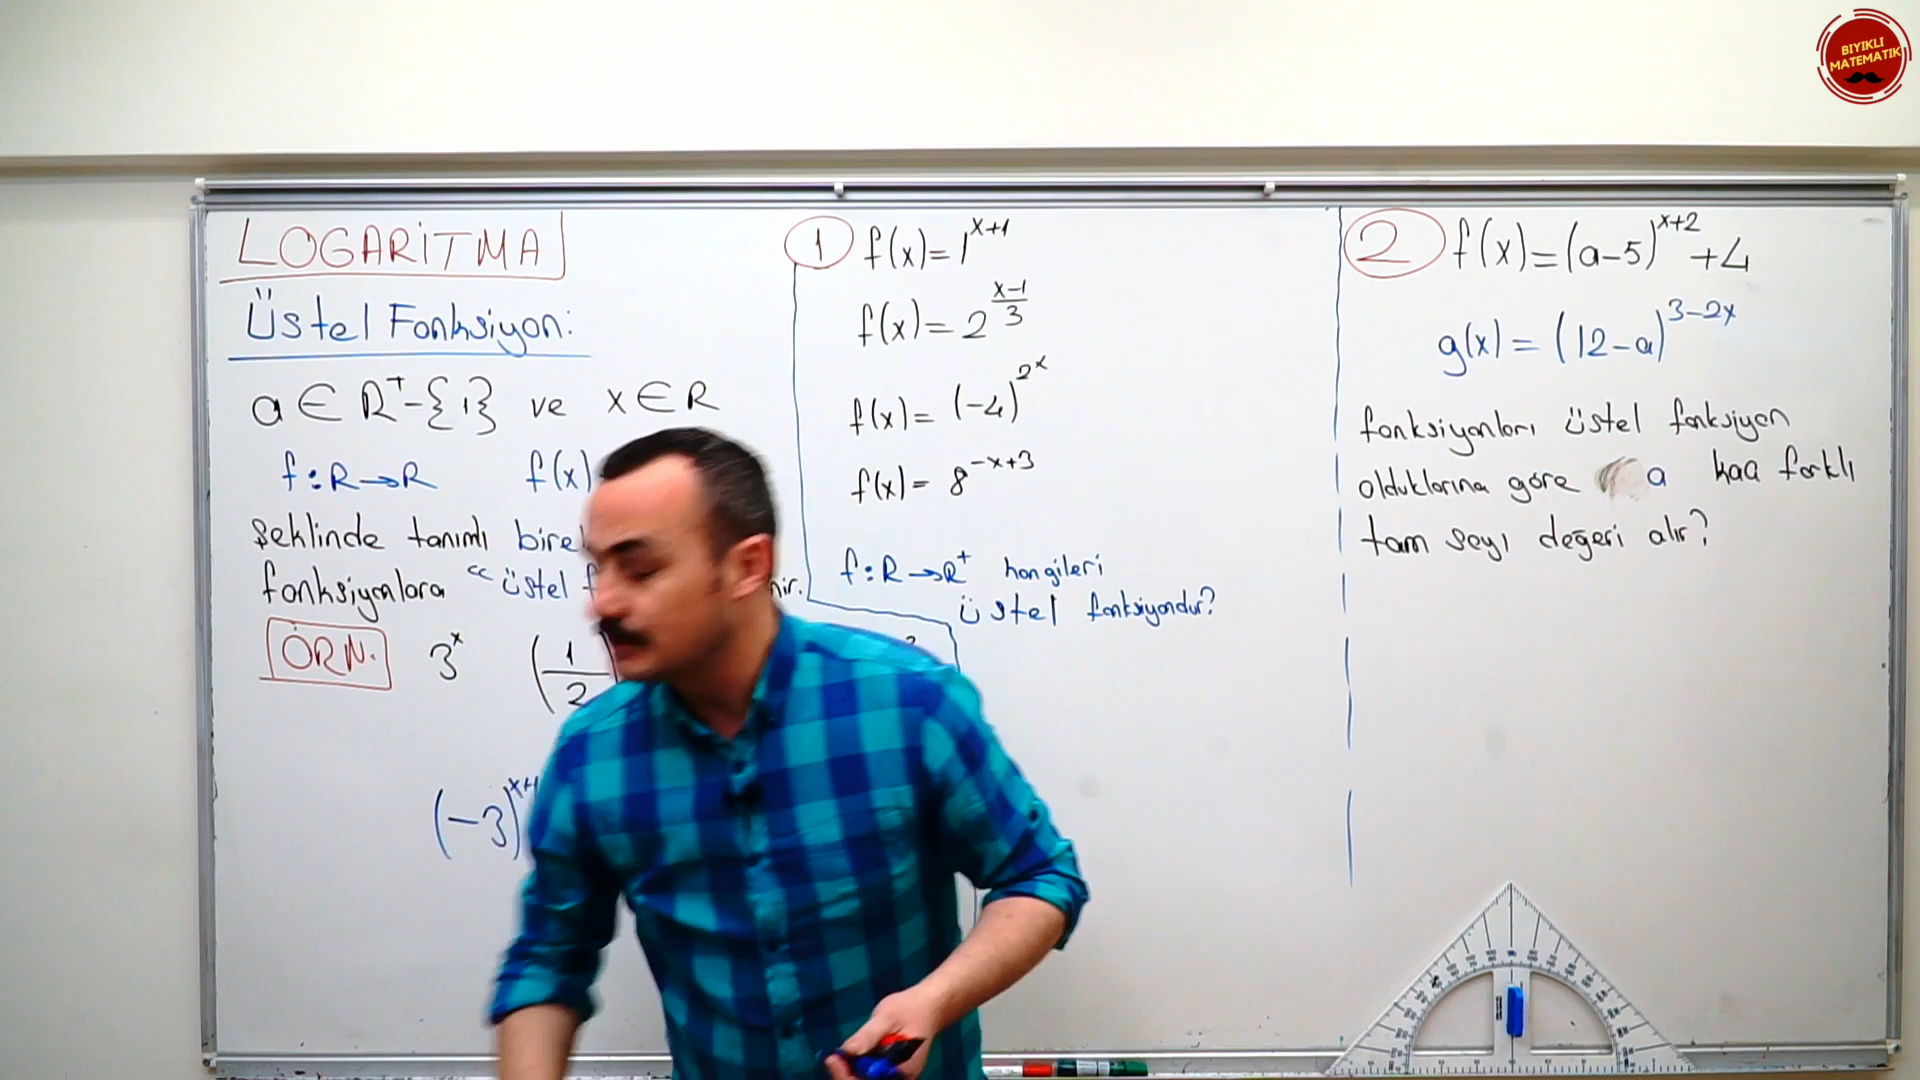 BIYIKLI
MATEMATİK
LOGARİTMA
Üstel Fonksiyon:
a ∈ R⁺-{1} ve x ∈ R
f:R→R f(x)
şeklinde tanımlı
fonksiyonlara "üstel
ÖRN. 3ˣ (1/2
(-3)
1 f(x)=1^(x+1)
f(x)=2^((x-1)/3)
f(x)=(-4)^(2^x)
f(x)=8^(-x+3)
f:R→R⁺ hangileri
üstel fonksiyondur?
2 f(x)=(a-5)^(x+2)+4
g(x)=(12-a)^(3-2x)
fonksiyonları üstel fonksiyon
olduklarına göre a kaç farklı
tam sayı değeri alır?